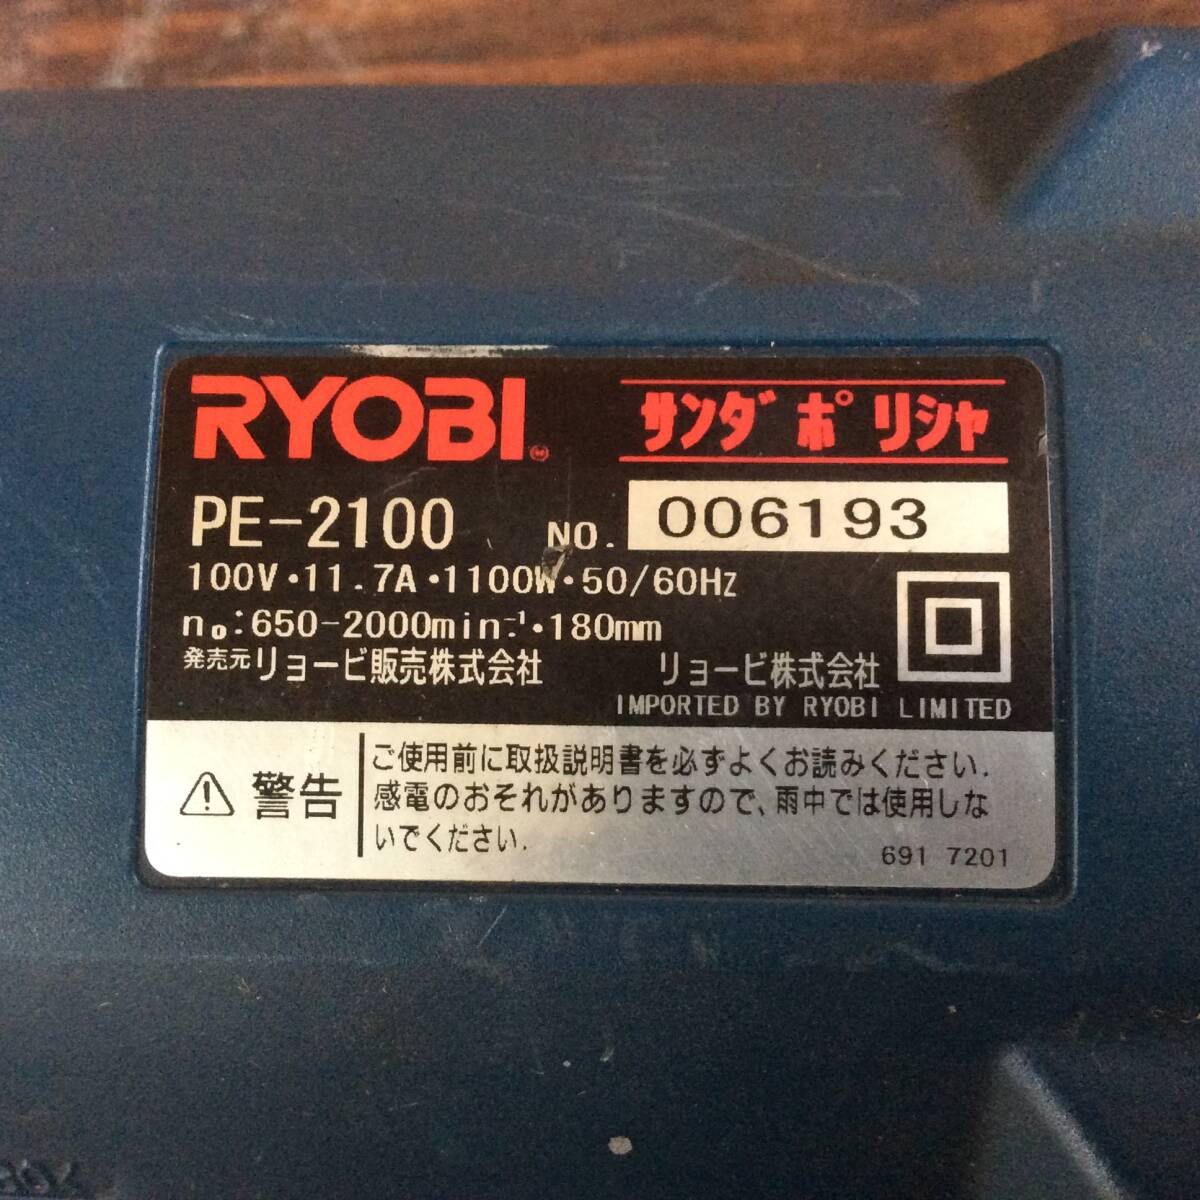 RYOBI
サンダポリシャ
PE-2100 NO. 006193
100V・11.7A・1100W・50/60Hz
n₀:650-2000min⁻¹・180mm
発売元 リョービ販売株式会社 リョービ株式会社
IMPORTED BY RYOBI LIMITED
警告
ご使用前に取扱説明書を必ずよくお読みください.
感電のおそれがありますので、雨中では使用しな
いでください.
691 7201